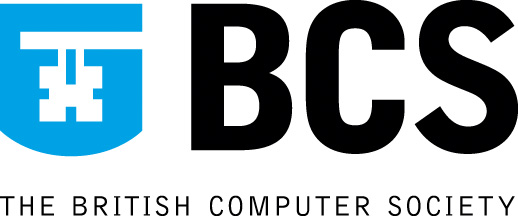 BCS
THE BRITISH COMPUTER SOCIETY